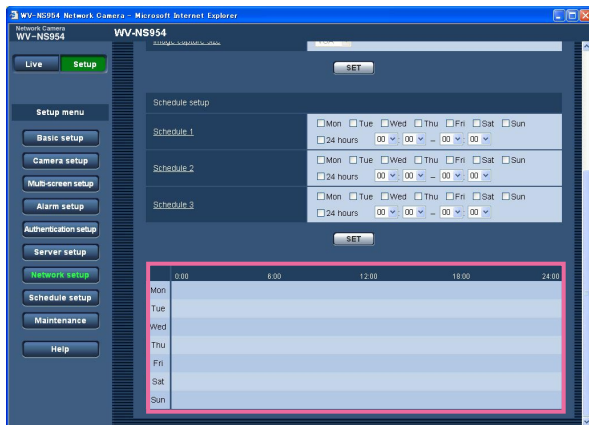 WV-NS954 Network Camera - Microsoft Internet Explorer
Network Camera
WV-NS954
WV-NS954
Live Setup
Image capture size
SET
Setup menu
Basic setup
Camera setup
Multi-screen setup
Alarm setup
Authentication setup
Server setup
Network setup
Schedule setup
Maintenance
Help
Schedule setup
Schedule 1
Mon Tue Wed Thu Fri Sat Sun
24 hours 00 : 00 – 00 : 00
Schedule 2
Mon Tue Wed Thu Fri Sat Sun
24 hours 00 : 00 – 00 : 00
Schedule 3
Mon Tue Wed Thu Fri Sat Sun
24 hours 00 : 00 – 00 : 00
SET
0:00 6:00 12:00 18:00 24:00
Mon
Tue
Wed
Thu
Fri
Sat
Sun